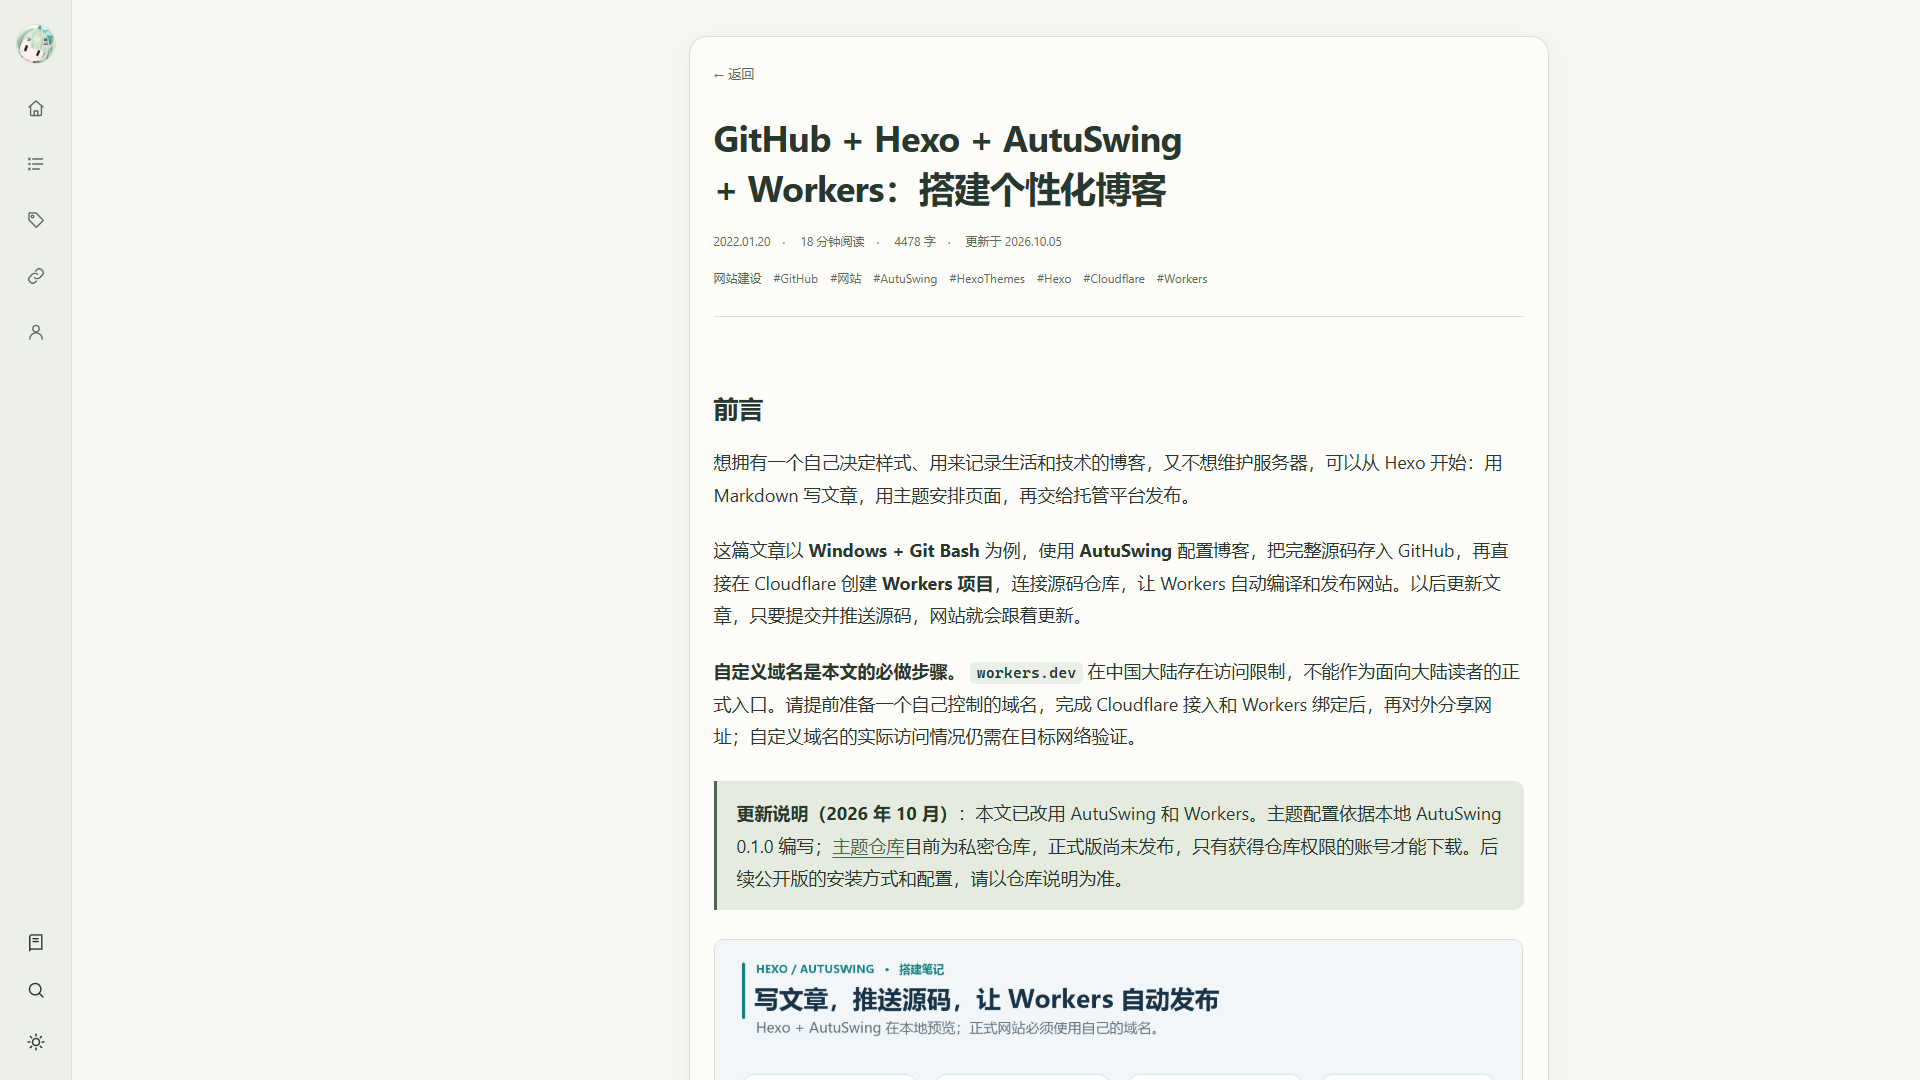 ← 返回
GitHub + Hexo + AutuSwing
+ Workers：搭建个性化博客
2022.01.20 · 18 分钟阅读 · 4478 字 · 更新于 2026.10.05
网站建设 #GitHub #网站 #AutuSwing #HexoThemes #Hexo #Cloudflare #Workers
前言
想拥有一个自己决定样式、用来记录生活和技术的博客，又不想维护服务器，可以从 Hexo 开始：用
Markdown 写文章，用主题安排页面，再交给托管平台发布。
这篇文章以 Windows + Git Bash 为例，使用 AutuSwing 配置博客，把完整源码存入 GitHub，再直
接在 Cloudflare 创建 Workers 项目，连接源码仓库，让 Workers 自动编译和发布网站。以后更新文
章，只要提交并推送源码，网站就会跟着更新。
自定义域名是本文的必做步骤。 workers.dev 在中国大陆存在访问限制，不能作为面向大陆读者的正
式入口。请提前准备一个自己控制的域名，完成 Cloudflare 接入和 Workers 绑定后，再对外分享网
址；自定义域名的实际访问情况仍需在目标网络验证。
更新说明（2026 年 10 月）：本文已改用 AutuSwing 和 Workers。主题配置依据本地 AutuSwing
0.1.0 编写；主题仓库目前为私密仓库，正式版尚未发布，只有获得仓库权限的账号才能下载。后
续公开版的安装方式和配置，请以仓库说明为准。
HEXO / AUTUSWING • 搭建笔记
写文章，推送源码，让 Workers 自动发布
Hexo + AutuSwing 在本地预览；正式网站必须使用自己的域名。